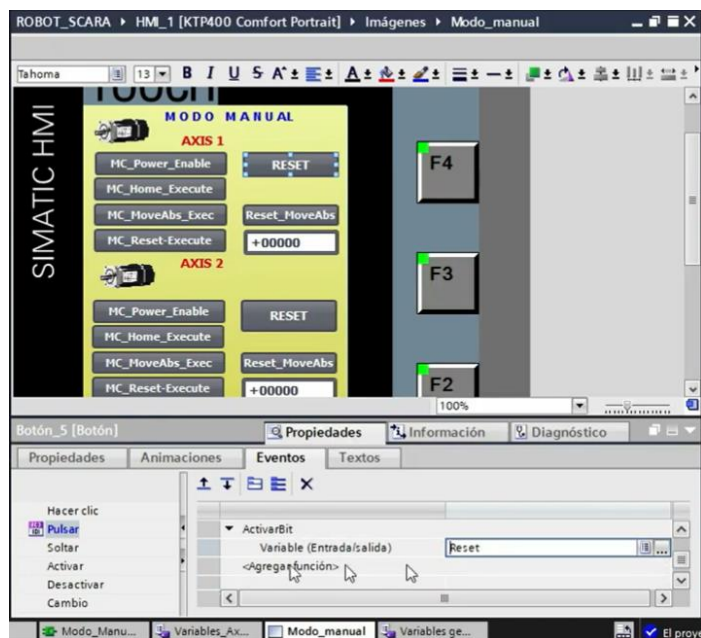 ROBOT_SCARA ▸ HMI_1 [KTP400 Comfort Portrait] ▸ Imágenes ▸ Modo_manual
Tahoma 13 B I U S A
TOUCH
SIMATIC HMI
MODO MANUAL
AXIS 1
MC_Power_Enable RESET
MC_Home_Execute
MC_MoveAbs_Exec Reset_MoveAbs
MC_Reset-Execute +00000
AXIS 2
MC_Power_Enable RESET
MC_Home_Execute
MC_MoveAbs_Exec Reset_MoveAbs
MC_Reset-Execute +00000
F4
F3
F2
100%
Botón_5 [Botón] Propiedades Información Diagnóstico
Propiedades Animaciones Eventos Textos
Hacer clic
Pulsar
Soltar
Activar
Desactivar
Cambio
ActivarBit
Variable (Entrada/salida) Reset
<Agregar función>
Modo_Manu... Variables_Ax... Modo_manual Variables ge... El proye